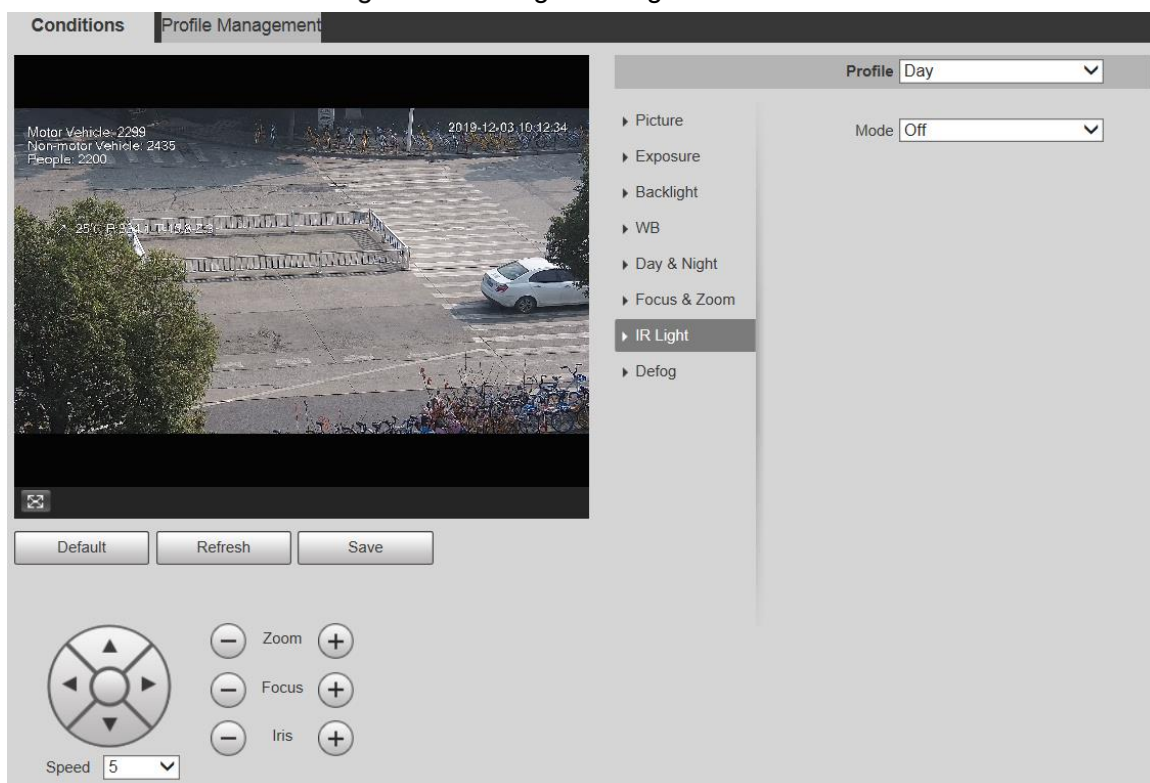 Conditions Profile Management
Profile Day
Motor Vehicle: 2299
Non-motor Vehicle: 2435
People: 2200
2019-12-03 10:12:34
25℃
Picture
Exposure
Backlight
WB
Day & Night
Focus & Zoom
IR Light
Defog
Mode Off
Default Refresh Save
Zoom
Focus
Iris
Speed 5